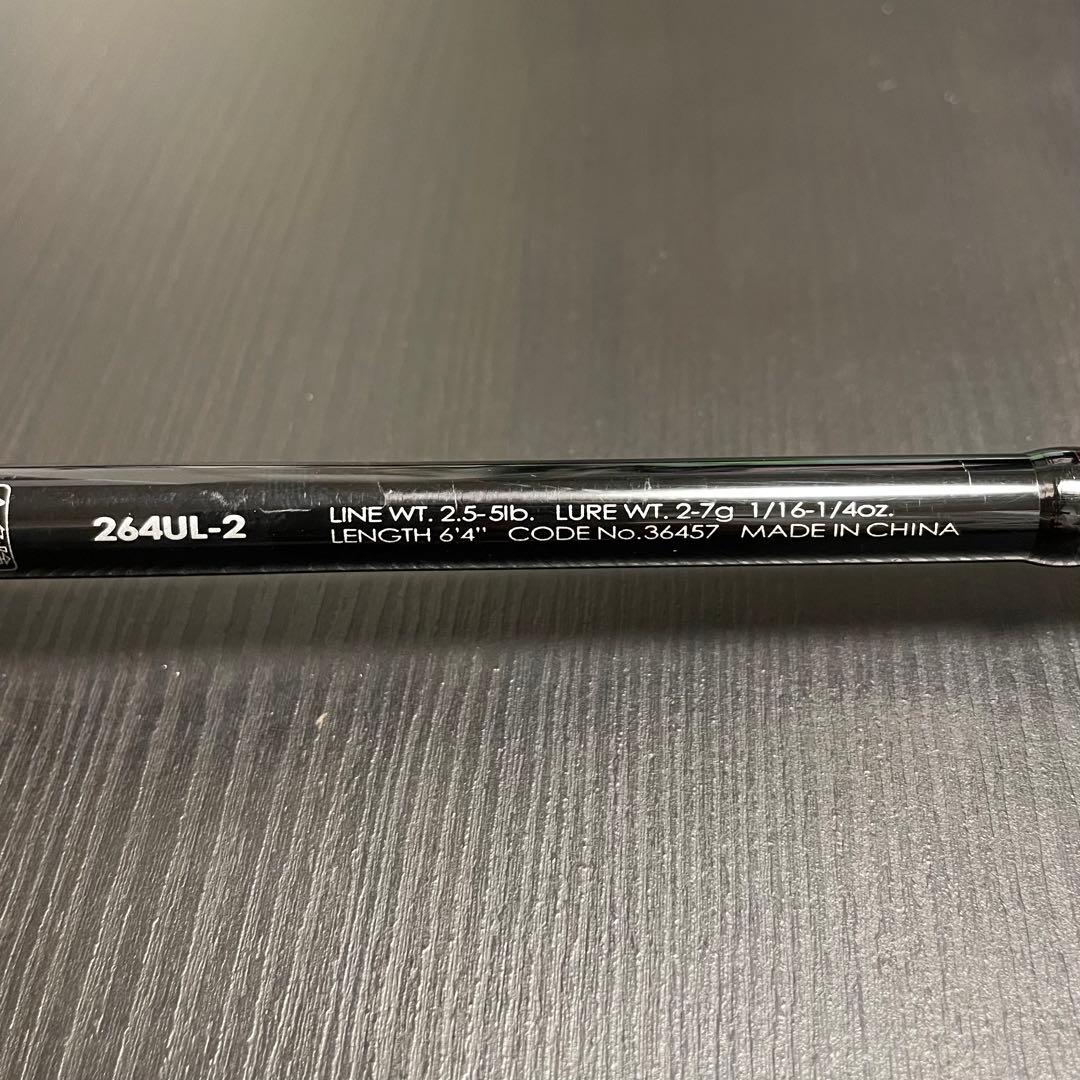 264UL-2
LINE WT. 2.5-5lb. LURE WT. 2-7g 1/16-1/4oz.
LENGTH 6'4" CODE No.36457 MADE IN CHINA